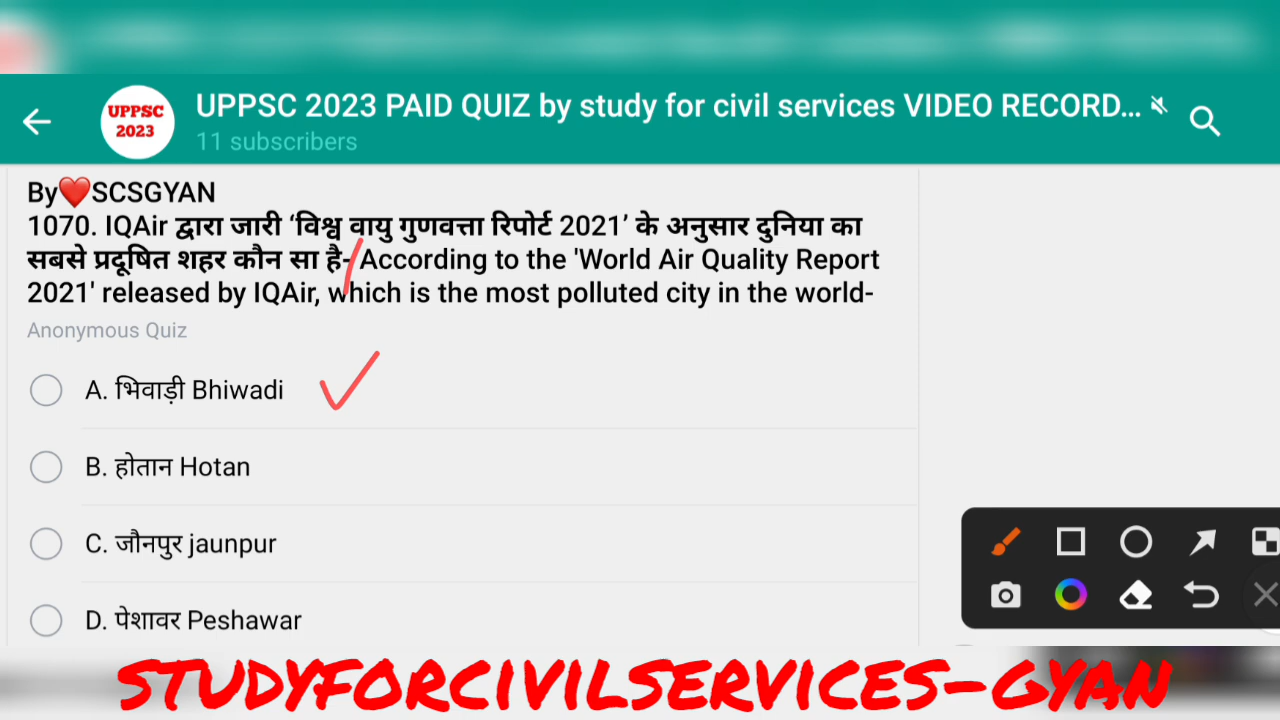 UPPSC
2023
UPPSC 2023 PAID QUIZ by study for civil services VIDEO RECORD...
11 subscribers
By❤️SCSGYAN
1070. IQAir द्वारा जारी ‘विश्व वायु गुणवत्ता रिपोर्ट 2021’ के अनुसार दुनिया का
सबसे प्रदूषित शहर कौन सा है- According to the 'World Air Quality Report
2021' released by IQAir, which is the most polluted city in the world-
Anonymous Quiz
A. भिवाड़ी Bhiwadi
B. होतान Hotan
C. जौनपुर jaunpur
D. पेशावर Peshawar
STUDYFORCIVILSERVICES-GYAN